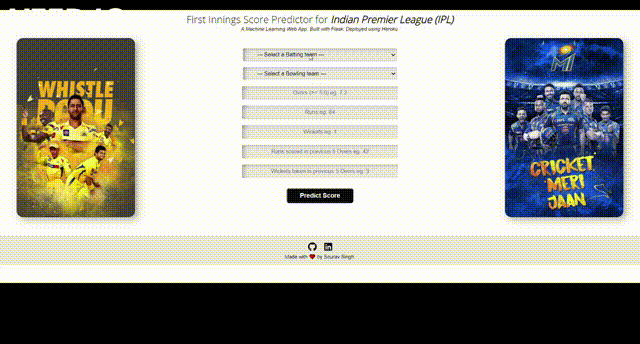 First Innings Score Predictor for Indian Premier League (IPL)
A Machine Learning Web App, Built with Flask, Deployed using Heroku
--- Select a Batting team ---
--- Select a Bowling team ---
Overs (>= 5.0) eg. 7.2
Runs eg. 64
Wickets eg. 4
Runs scored in previous 5 Overs eg. 42
Wickets taken in previous 5 Overs eg. 3
Predict Score
WHISTLE
PODU
MI
CRICKET
MERI
JAAN
Made with ❤ by Sourav Singh